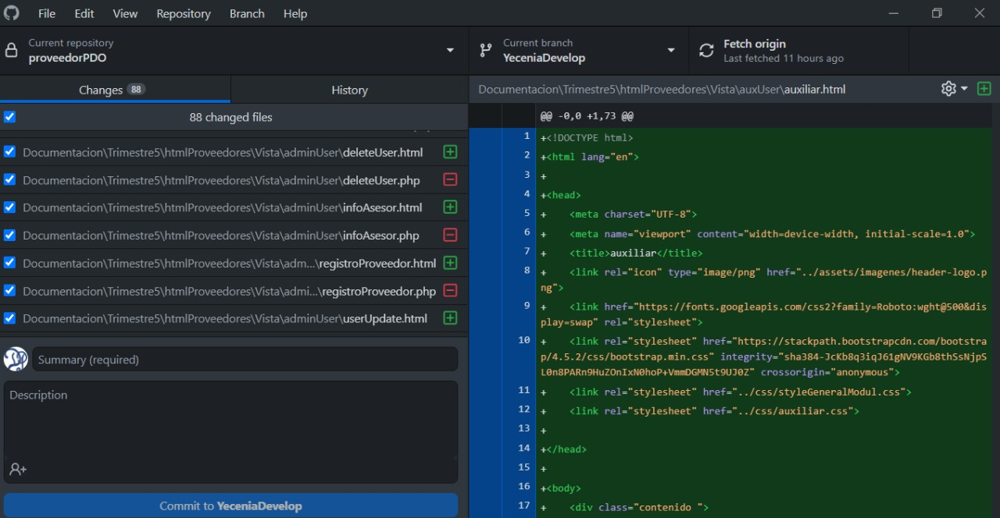 File Edit View Repository Branch Help
Current repository
proveedorPDO
Current branch
YeceniaDevelop
Fetch origin
Last fetched 11 hours ago
Changes 88
History
88 changed files
Documentacion\Trimestre5\htmlProveedores\Vista\adminUser\deleteUser.html
Documentacion\Trimestre5\htmlProveedores\Vista\adminUser\deleteUser.php
Documentacion\Trimestre5\htmlProveedores\Vista\adminUser\infoAsesor.html
Documentacion\Trimestre5\htmlProveedores\Vista\adminUser\infoAsesor.php
Documentacion\Trimestre5\htmlProveedores\Vista\adm...\registroProveedor.html
Documentacion\Trimestre5\htmlProveedores\Vista\admi...\registroProveedor.php
Documentacion\Trimestre5\htmlProveedores\Vista\adminUser\userUpdate.html
Summary (required)
Description
Commit to YeceniaDevelop
Documentacion\Trimestre5\htmlProveedores\Vista\auxUser\auxiliar.html
@@ -0,0 +1,73 @@
1 +<!DOCTYPE html>
2 +<html lang="en">
3 +
4 +<head>
5 +    <meta charset="UTF-8">
6 +    <meta name="viewport" content="width=device-width, initial-scale=1.0">
7 +    <title>auxiliar</title>
8 +    <link rel="icon" type="image/png" href="../assets/imagenes/header-logo.p
ng">
9 +    <link href="https://fonts.googleapis.com/css2?family=Roboto:wght@500&dis
play=swap" rel="stylesheet">
10 +    <link rel="stylesheet" href="https://stackpath.bootstrapcdn.com/bootstra
p/4.5.2/css/bootstrap.min.css" integrity="sha384-JcKb8q3iqJ61gNV9KGb8thSsNjpS
L0n8PARn9HuZOnIxN0hoP+VmmDGMN5t9UJ0Z" crossorigin="anonymous">
11 +    <link rel="stylesheet" href="../css/styleGeneralModul.css">
12 +    <link rel="stylesheet" href="../css/auxiliar.css">
13 +
14 +</head>
15 +
16 +<body>
17 +    <div class="contenido ">